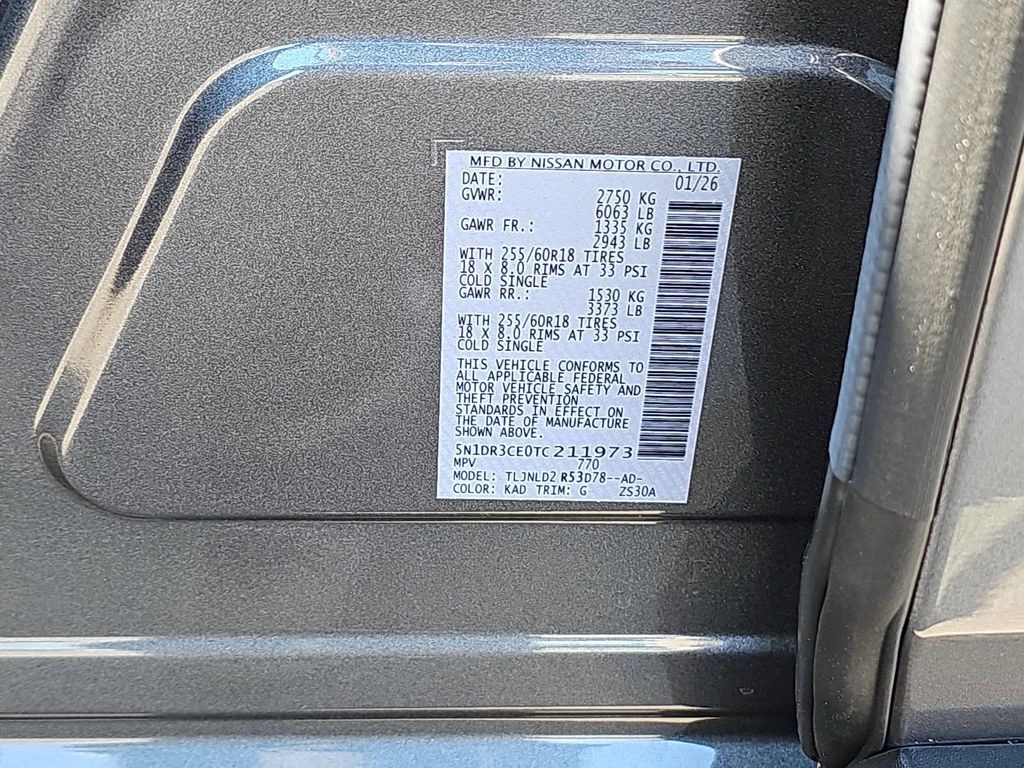 MFD BY NISSAN MOTOR CO., LTD.
DATE: 01/26
GVWR: 2750 KG
6063 LB
GAWR FR.: 1335 KG
2943 LB
WITH 255/60R18 TIRES
18 X 8.0 RIMS AT 33 PSI
COLD SINGLE
GAWR RR.: 1530 KG
3373 LB
WITH 255/60R18 TIRES
18 X 8.0 RIMS AT 33 PSI
COLD SINGLE
THIS VEHICLE CONFORMS TO
ALL APPLICABLE FEDERAL
MOTOR VEHICLE SAFETY AND
THEFT PREVENTION
STANDARDS IN EFFECT ON
THE DATE OF MANUFACTURE
SHOWN ABOVE.
5N1DR3CE0TC211973
MPV 770
MODEL: TLJNLD2 R53D78--AD-
COLOR: KAD TRIM: G ZS30A